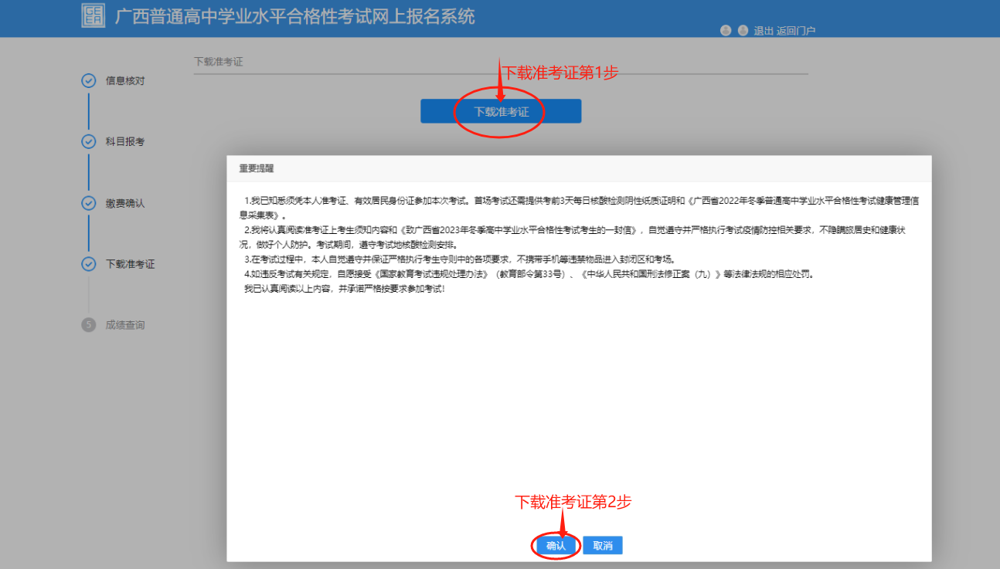 GE
EA
广西普通高中学业水平合格性考试网上报名系统
退出 返回门户
下载准考证
信息核对
下载准考证第1步
下载准考证
科目报考
缴费确认
下载准考证
5 成绩查询
重要提醒
1.我已知悉须凭本人准考证、有效居民身份证参加本次考试。首场考试还需提供考前3天每日核酸检测阴性纸质证明和《广西省2022年冬季普通高中学业水平合格性考试健康管理信
息采集表》。
2.我将认真阅读准考证上考生须知内容和《致广西省2023年冬季高中学业水平合格性考试考生的一封信》，自觉遵守并严格执行考试疫情防控相关要求，不隐瞒旅居史和健康状
况，做好个人防护。考试期间，遵守考试地核酸检测安排。
3.在考试过程中，本人自觉遵守并保证严格执行考生守则中的各项要求，不携带手机等违禁物品进入封闭区和考场。
4.如违反考试有关规定，自愿接受《国家教育考试违规处理办法》（教育部令第33号）、《中华人民共和国刑法修正案（九）》等法律法规的相应处罚。
我已认真阅读以上内容，并承诺严格按要求参加考试！
下载准考证第2步
确认 取消